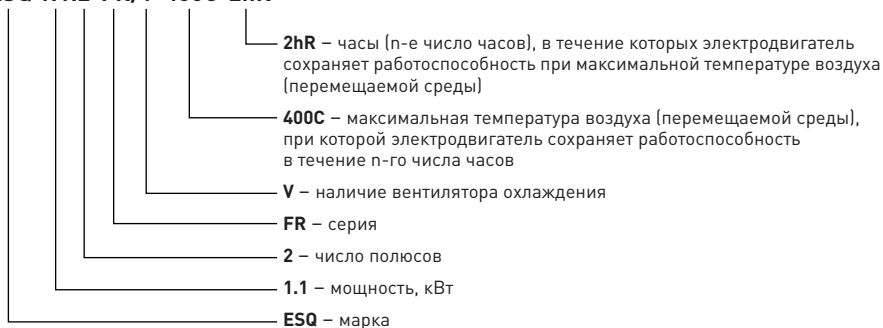 2hR – часы (n-е число часов), в течение которых электродвигатель
сохраняет работоспособность при максимальной температуре воздуха
(перемещаемой среды)
400С – максимальная температура воздуха (перемещаемой среды),
при которой электродвигатель сохраняет работоспособность
в течение n-го числа часов
V – наличие вентилятора охлаждения
FR – серия
2 – число полюсов
1.1 – мощность, кВт
ESQ – марка